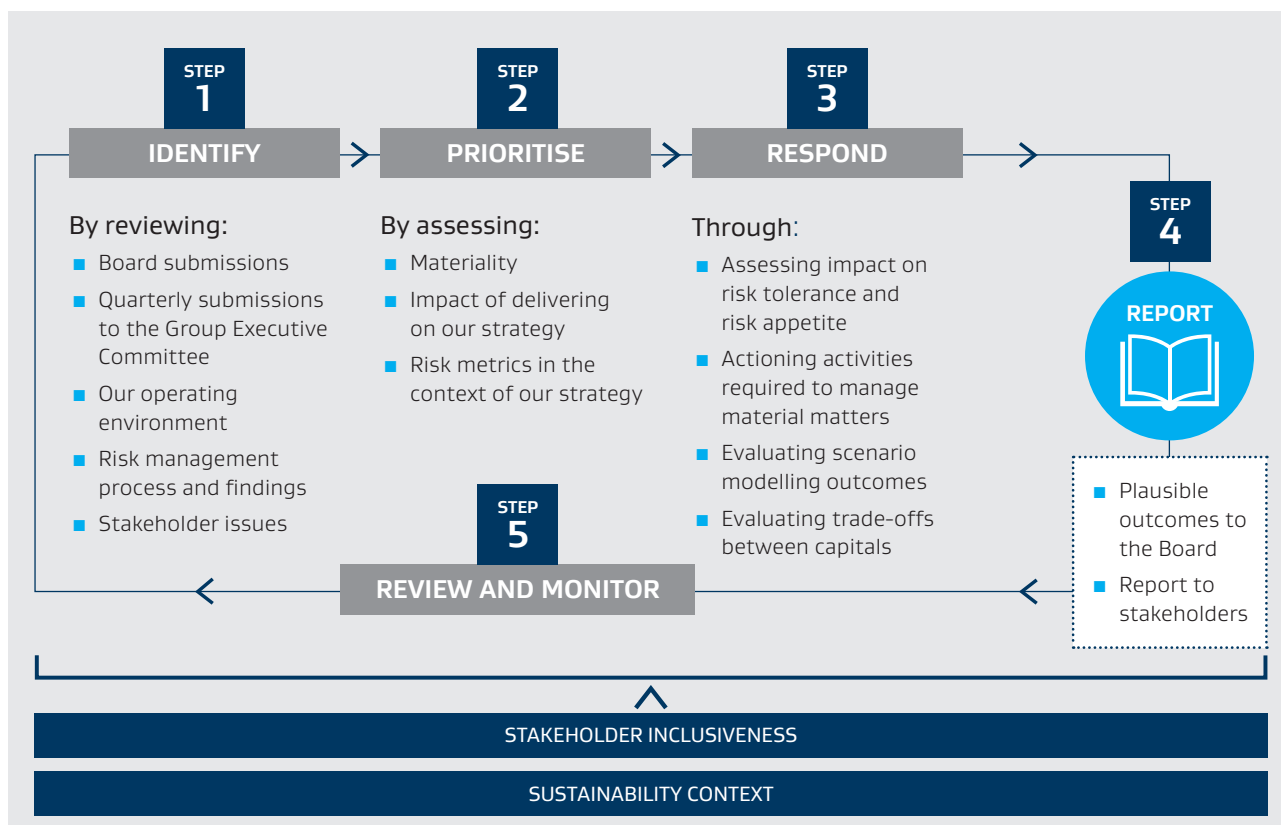 STEP
1
IDENTIFY
By reviewing:
Board submissions
Quarterly submissions
to the Group Executive
Committee
Our operating
environment
Risk management
process and findings
Stakeholder issues
STEP
2
PRIORITISE
By assessing:
Materiality
Impact of delivering
on our strategy
Risk metrics in the
context of our strategy
STEP
3
RESPOND
Through:
Assessing impact on
risk tolerance and
risk appetite
Actioning activities
required to manage
material matters
Evaluating scenario
modelling outcomes
Evaluating trade-offs
between capitals
STEP
4
REPORT
Plausible
outcomes to
the Board
Report to
stakeholders
STEP
5
REVIEW AND MONITOR
STAKEHOLDER INCLUSIVENESS
SUSTAINABILITY CONTEXT